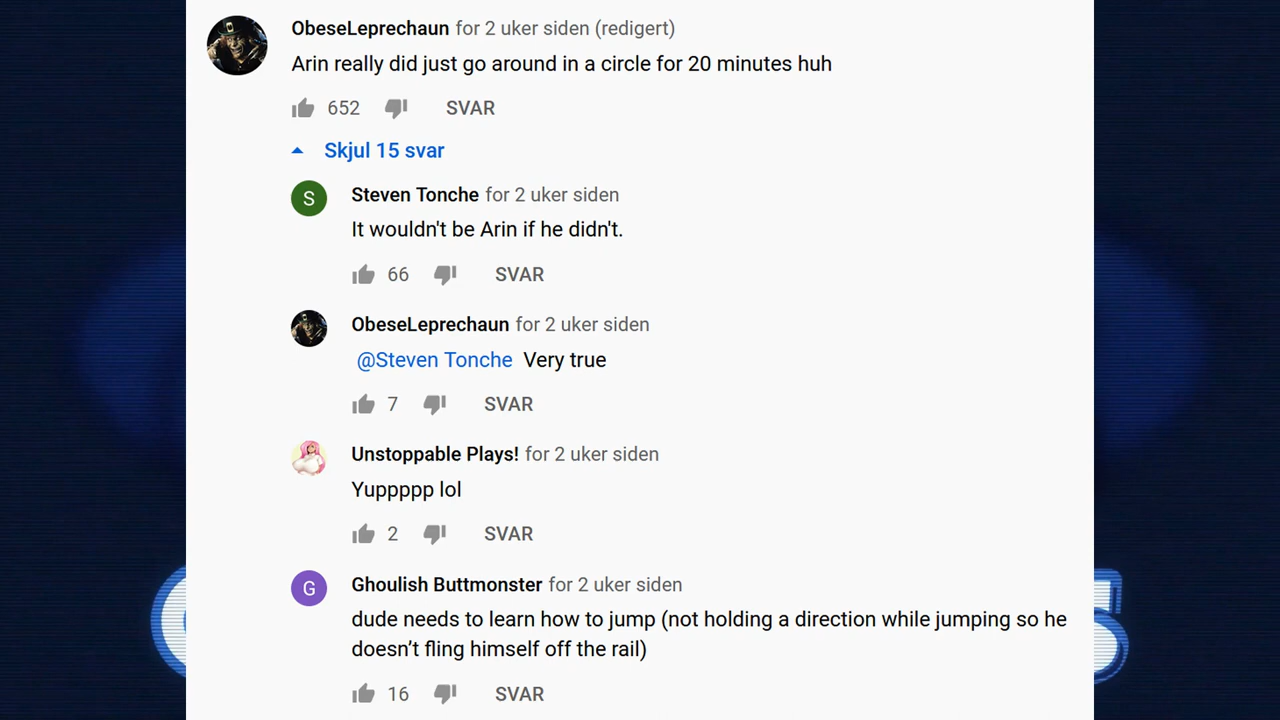 ObeseLeprechaun for 2 uker siden (redigert)
Arin really did just go around in a circle for 20 minutes huh
652 SVAR
Skjul 15 svar
S
Steven Tonche for 2 uker siden
It wouldn't be Arin if he didn't.
66 SVAR
ObeseLeprechaun for 2 uker siden
@Steven Tonche Very true
7 SVAR
Unstoppable Plays! for 2 uker siden
Yuppppp lol
2 SVAR
G
Ghoulish Buttmonster for 2 uker siden
dude needs to learn how to jump (not holding a direction while jumping so he
doesn’t fling himself off the rail)
16 SVAR